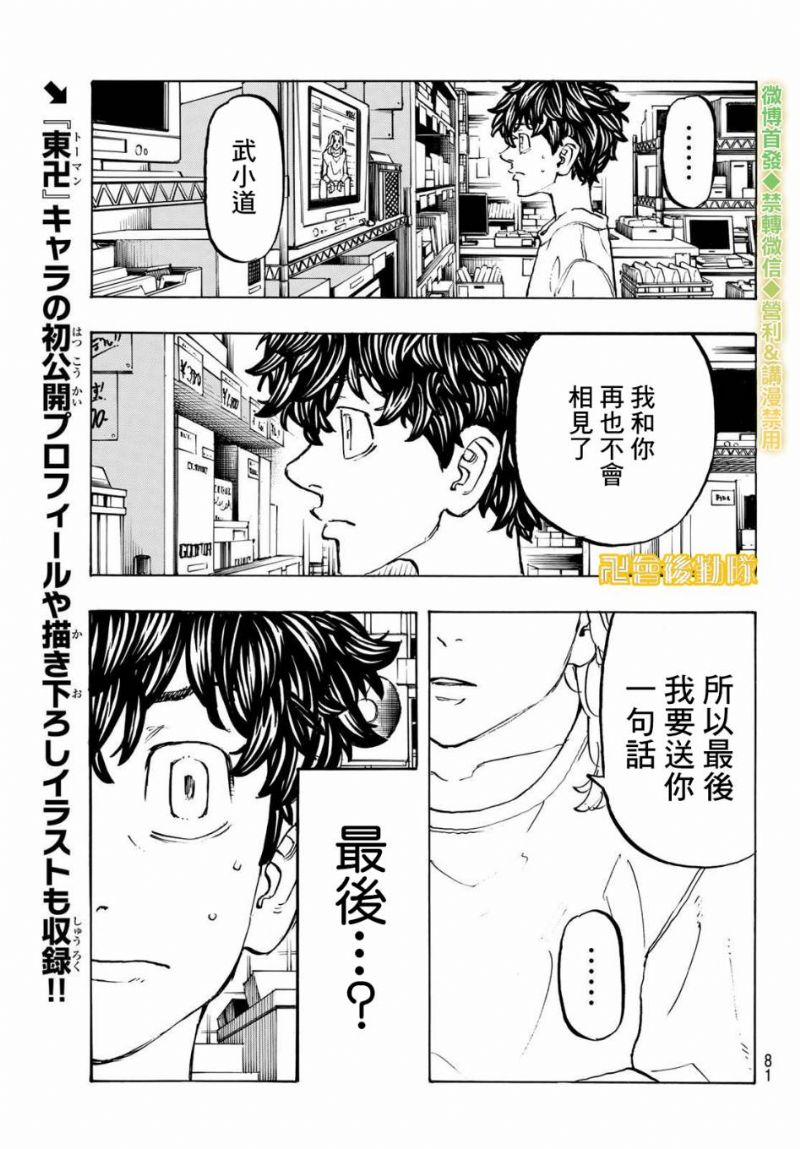 ……
武小道
我和你
再也不會
相見了
¥300
¥1,000
所以最後
我要送你
一句話
……
最後…?
『東卍』キャラの初公開プロフィールや描き下ろしイラストも収録!!
トーマン
はつこうかい
か
お
しゅうろく
微博首發◆禁轉微信◆營利&講漫禁用
卍會後勤隊
81